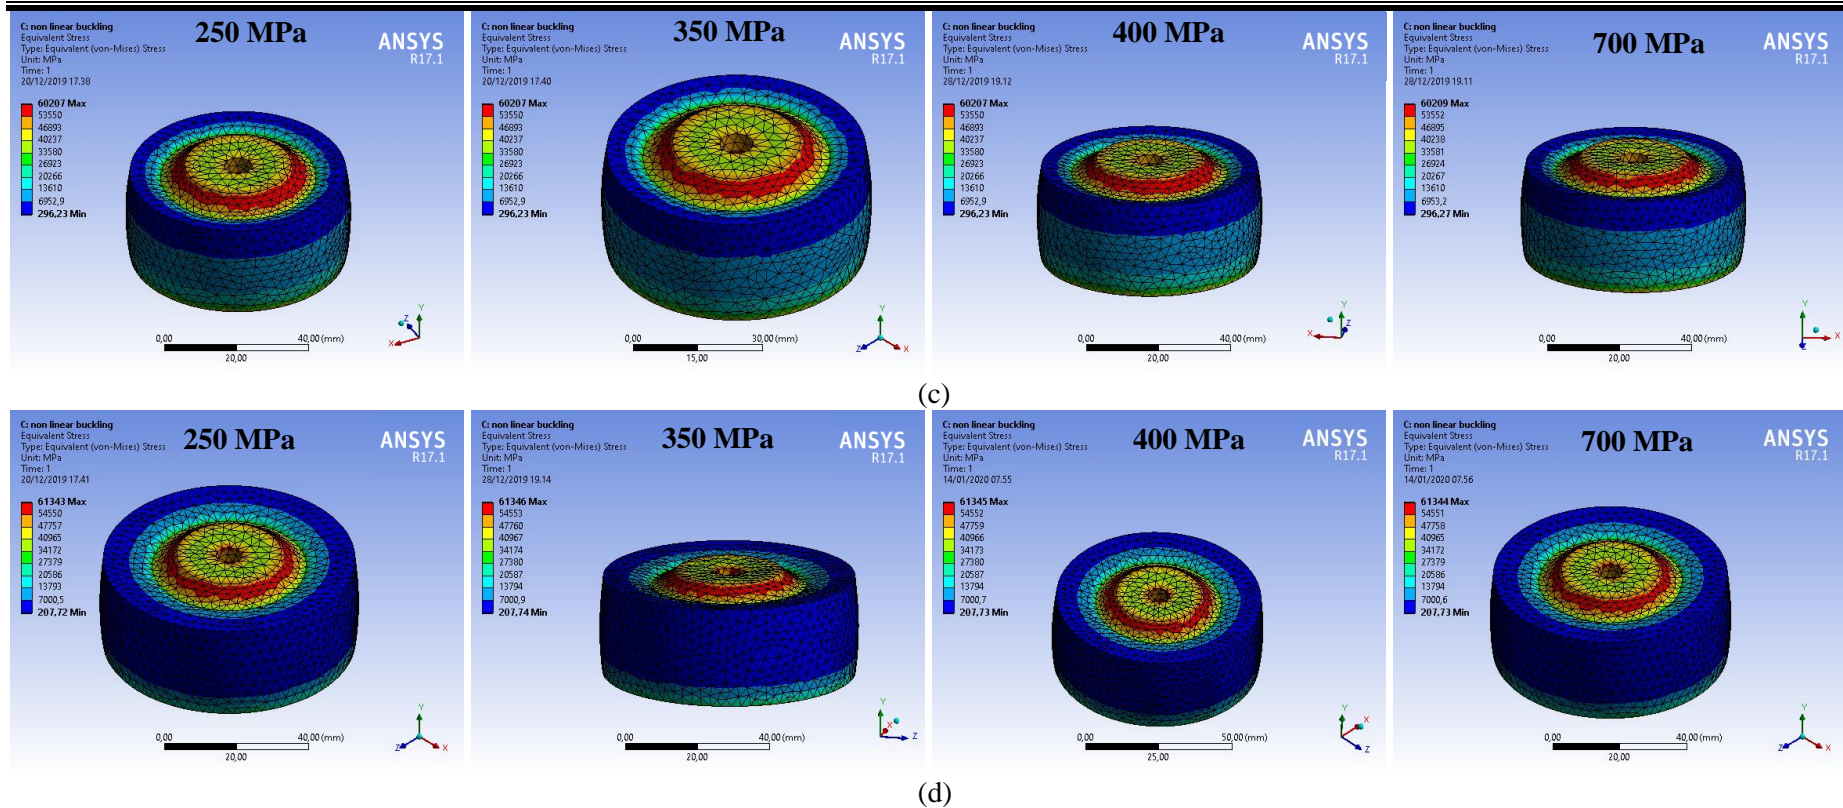 C: non linear buckling
Equivalent Stress
Type: Equivalent (von-Mises) Stress
Unit: MPa
Time: 1
20/12/2019 17.38
250 MPa
ANSYS
R17.1
60207 Max
53550
46893
40237
33580
26923
20266
13610
6952,9
296,23 Min
0,00
40,00 (mm)
20,00
Y
Z
X
C: non linear buckling
Equivalent Stress
Type: Equivalent (von-Mises) Stress
Unit: MPa
Time: 1
20/12/2019 17.40
350 MPa
ANSYS
R17.1
60207 Max
53550
46893
40237
33580
26923
20266
13610
6952,9
296,23 Min
0,00
30,00 (mm)
15,00
Y
Z
X
C: non linear buckling
Equivalent Stress
Type: Equivalent (von-Mises) Stress
Unit: MPa
Time: 1
28/12/2019 19.12
400 MPa
ANSYS
R17.1
60207 Max
53550
46893
40237
33580
26923
20266
13610
6952,9
296,23 Min
0,00
40,00 (mm)
20,00
Y
Z
X
C: non linear buckling
Equivalent Stress
Type: Equivalent (von-Mises) Stress
Unit: MPa
Time: 1
28/12/2019 19.11
700 MPa
ANSYS
R17.1
60209 Max
53552
46895
40238
33581
26924
20267
13610
6953,2
296,27 Min
0,00
40,00 (mm)
20,00
Y
X
Z
(c)
C: non linear buckling
Equivalent Stress
Type: Equivalent (von-Mises) Stress
Unit: MPa
Time: 1
20/12/2019 17.41
250 MPa
ANSYS
R17.1
61343 Max
54550
47757
40965
34172
27379
20586
13793
7000,5
207,72 Min
0,00
40,00 (mm)
20,00
Y
Z
X
C: non linear buckling
Equivalent Stress
Type: Equivalent (von-Mises) Stress
Unit: MPa
Time: 1
28/12/2019 19.14
350 MPa
ANSYS
R17.1
61346 Max
54553
47760
40967
34174
27380
20587
13794
7000,9
207,74 Min
0,00
40,00 (mm)
20,00
Y
X
Z
C: non linear buckling
Equivalent Stress
Type: Equivalent (von-Mises) Stress
Unit: MPa
Time: 1
14/01/2020 07.55
400 MPa
ANSYS
R17.1
61345 Max
54552
47759
40966
34173
27380
20587
13794
7000,7
207,73 Min
0,00
50,00 (mm)
25,00
Y
X
Z
C: non linear buckling
Equivalent Stress
Type: Equivalent (von-Mises) Stress
Unit: MPa
Time: 1
14/01/2020 07.56
700 MPa
ANSYS
R17.1
61344 Max
54551
47758
40965
34172
27379
20586
13794
7000,6
207,73 Min
0,00
40,00 (mm)
20,00
Y
Z
X
(d)